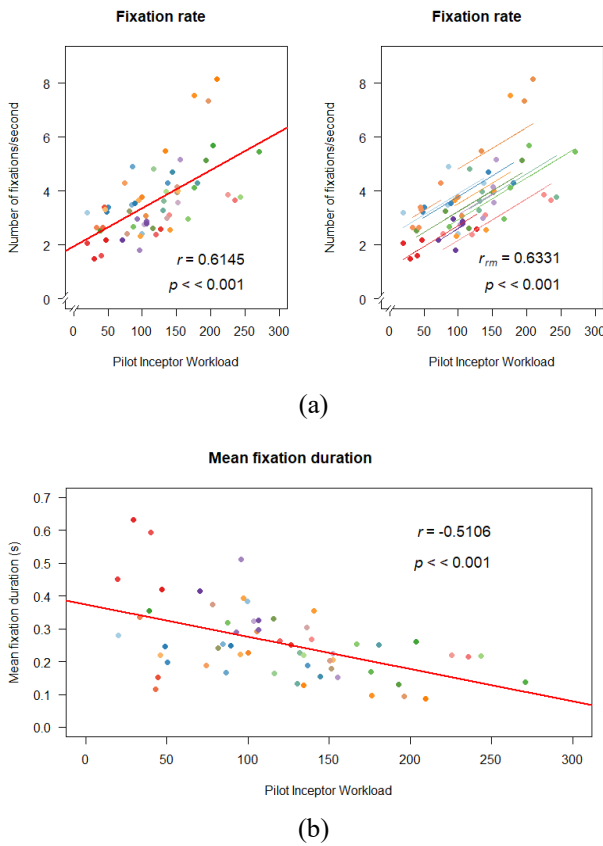 Fixation rate
Number of fixations/second
8
6
4
2
0
r = 0.6145
p < < 0.001
0 50 100 150 200 250 300
Pilot Inceptor Workload
Fixation rate
Number of fixations/second
8
6
4
2
0
rrm = 0.6331
p < < 0.001
0 50 100 150 200 250 300
Pilot Inceptor Workload
(a)
Mean fixation duration
Mean fixation duration (s)
0.7
0.6
0.5
0.4
0.3
0.2
0.1
0.0
r = -0.5106
p < < 0.001
0 50 100 150 200 250 300
Pilot Inceptor Workload
(b)